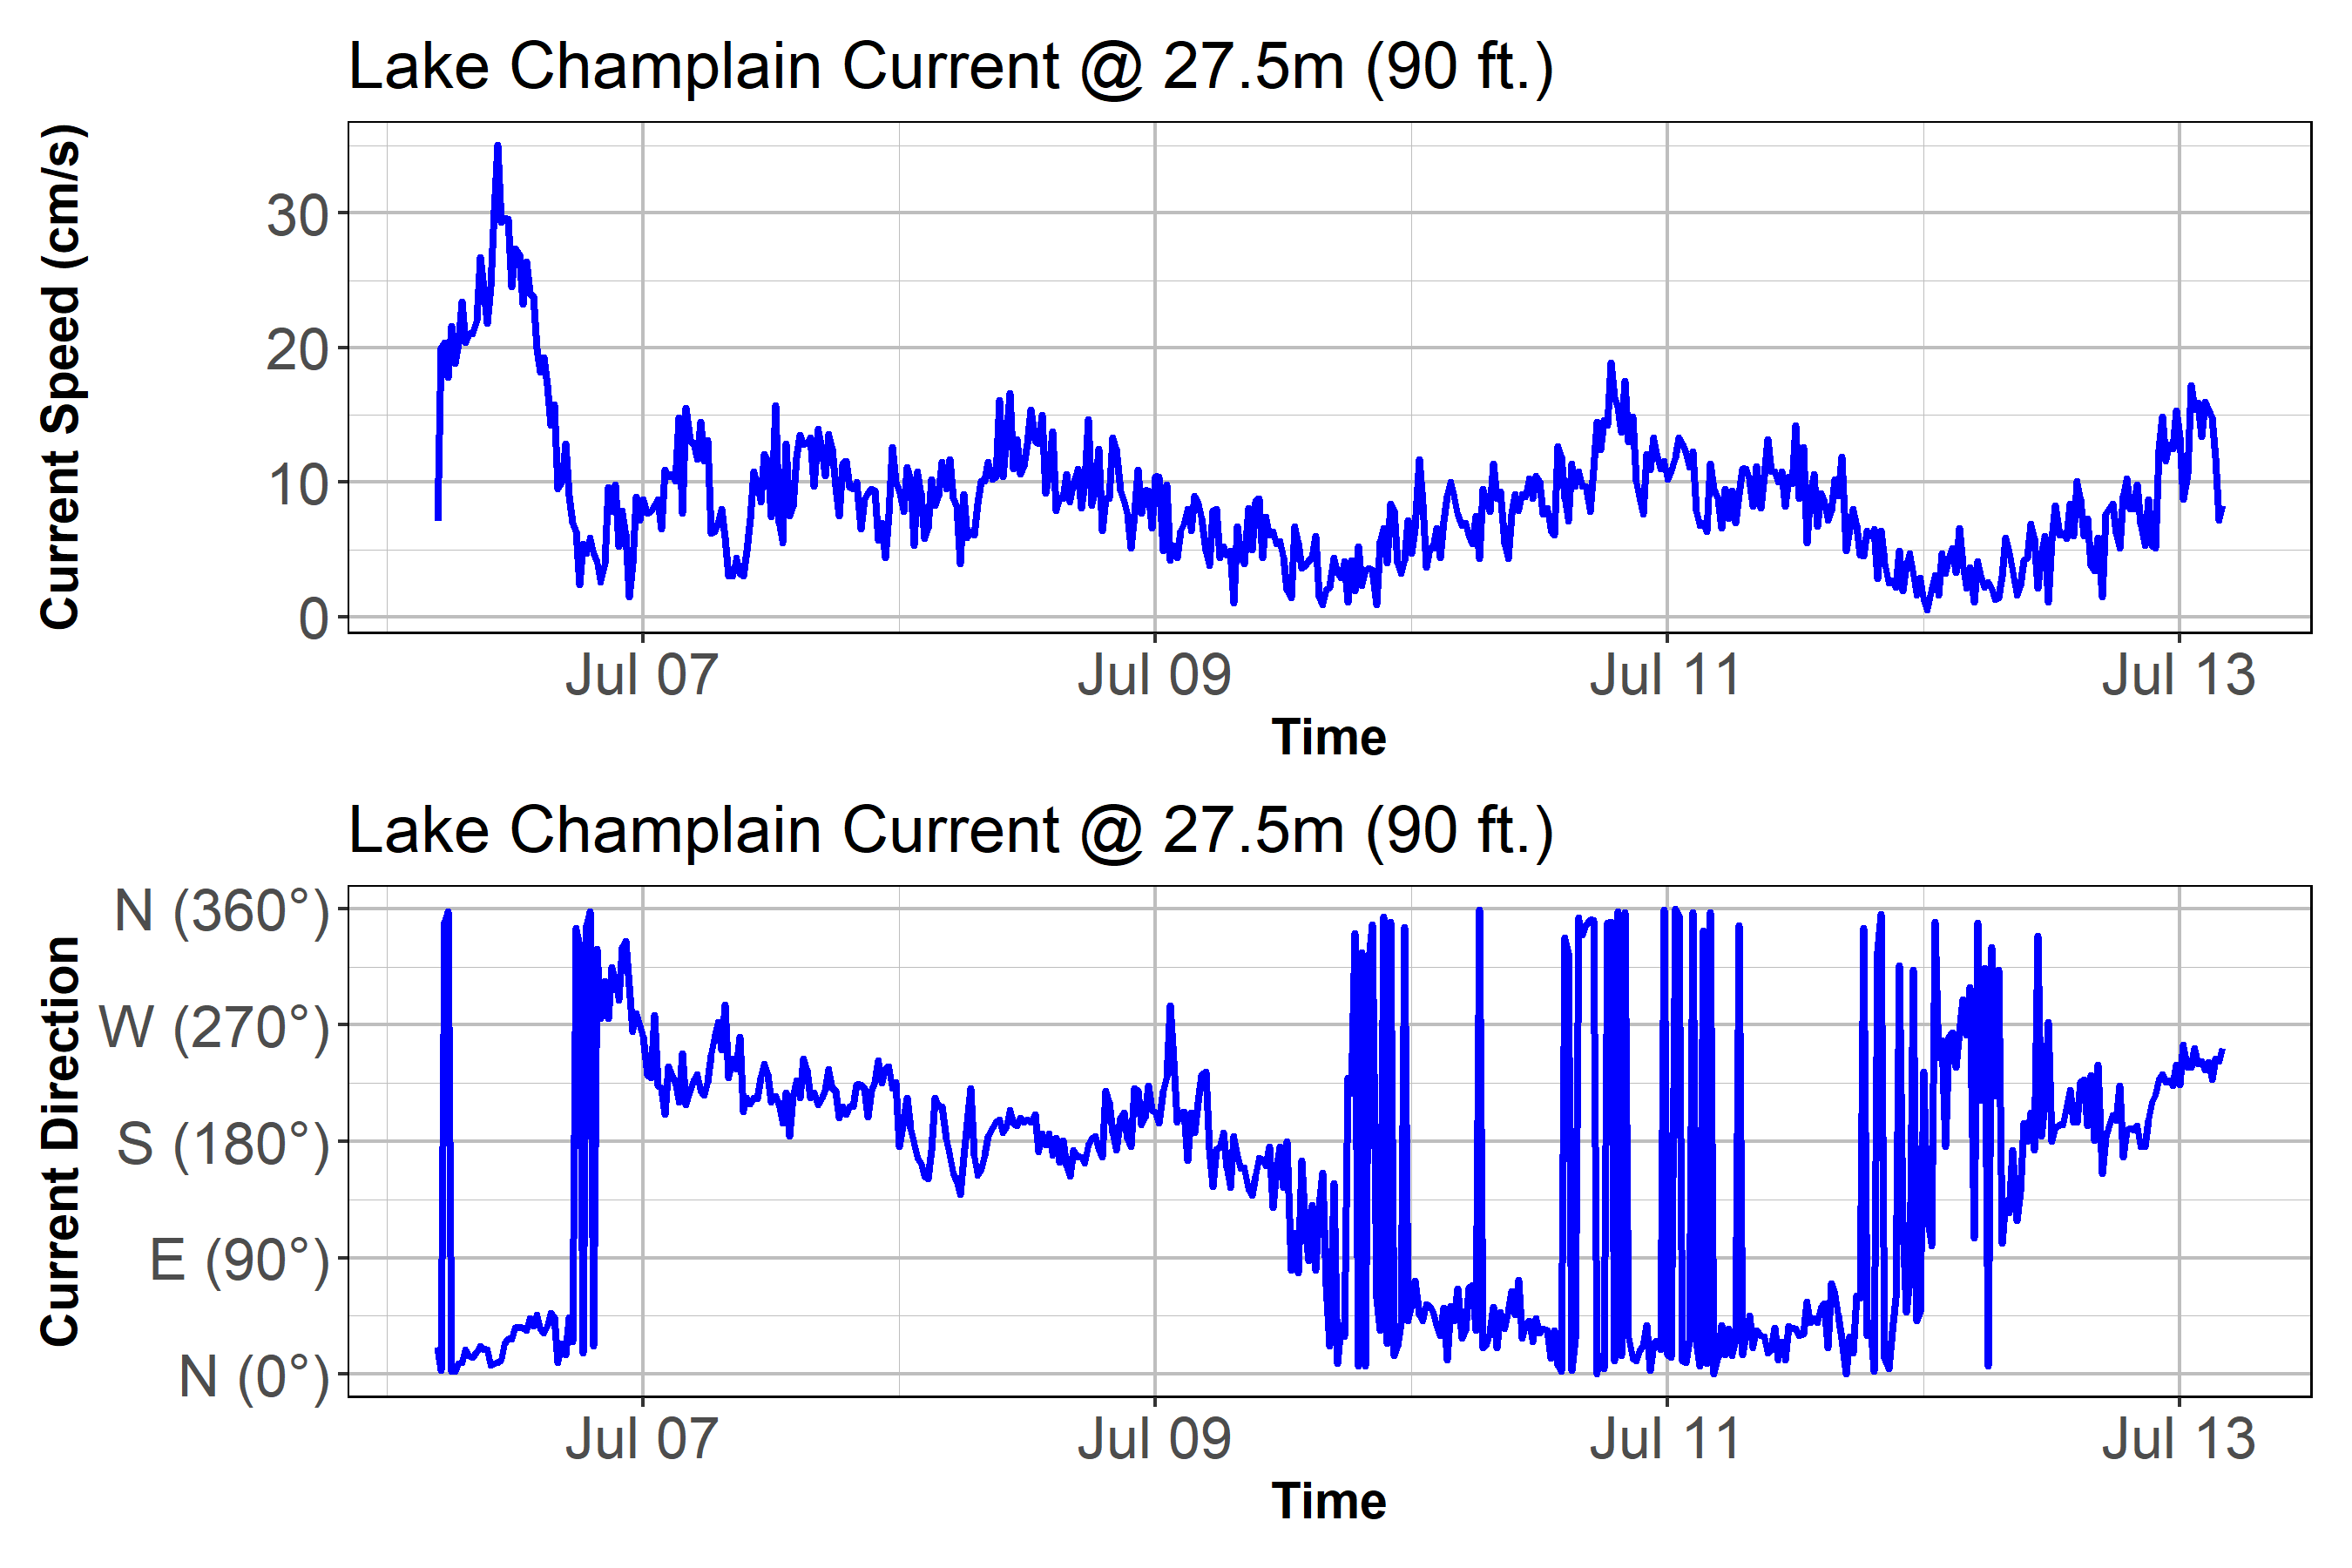 Lake Champlain Current @ 27.5m (90 ft.)
Current Speed (cm/s)
30
20
10
0
Jul 07 Jul 09 Jul 11 Jul 13
Time
Lake Champlain Current @ 27.5m (90 ft.)
Current Direction
N (360°)
W (270°)
S (180°)
E (90°)
N (0°)
Jul 07 Jul 09 Jul 11 Jul 13
Time